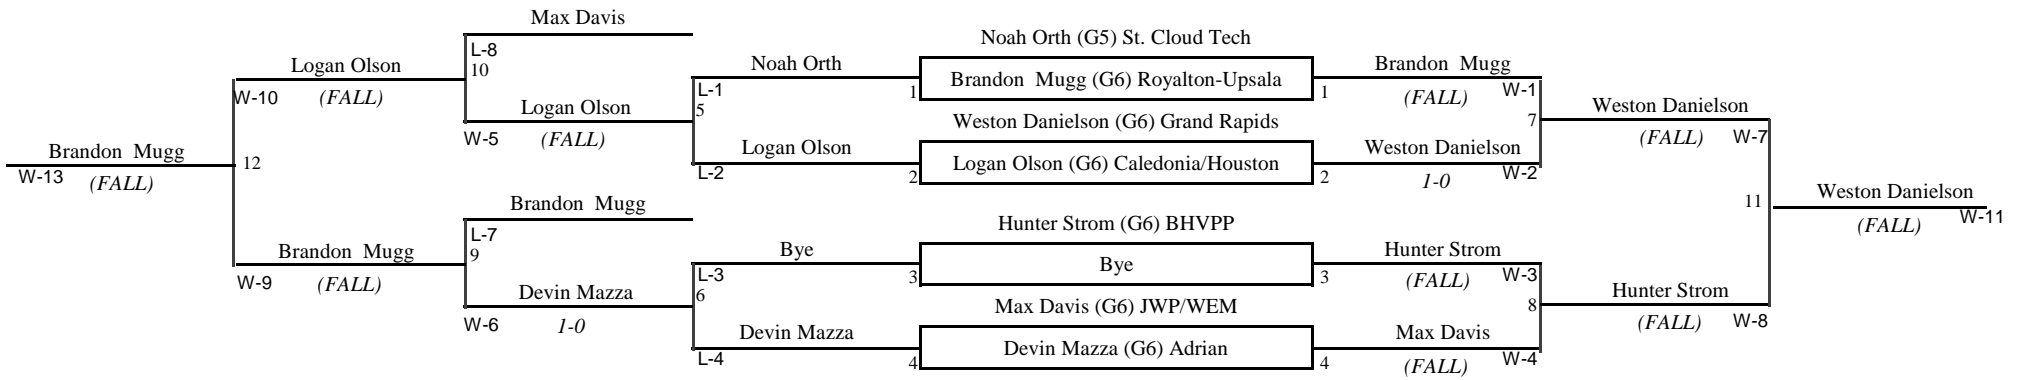 Max Davis
Noah Orth (G5) St. Cloud Tech
L-8
Logan Olson
10
Noah Orth
Brandon  Mugg (G6) Royalton-Upsala
Brandon  Mugg
W-10
(FALL)
L-1
1
1
(FALL)
W-1
Logan Olson
5
Weston Danielson (G6) Grand Rapids
7
Weston Danielson
W-5
(FALL)
(FALL)
W-7
Brandon  Mugg
12
Logan Olson
Logan Olson (G6) Caledonia/Houston
Weston Danielson
W-13
(FALL)
L-2
2
2
1-0
W-2
Brandon  Mugg
11
Weston Danielson
L-7
Hunter Strom (G6) BHVPP
(FALL)
W-11
Brandon  Mugg
9
Bye
Bye
Hunter Strom
W-9
(FALL)
L-3
3
3
(FALL)
W-3
Devin Mazza
6
Max Davis (G6) JWP/WEM
8
Hunter Strom
W-6
1-0
(FALL)
W-8
Devin Mazza
Devin Mazza (G6) Adrian
Max Davis
L-4
4
4
(FALL)
W-4